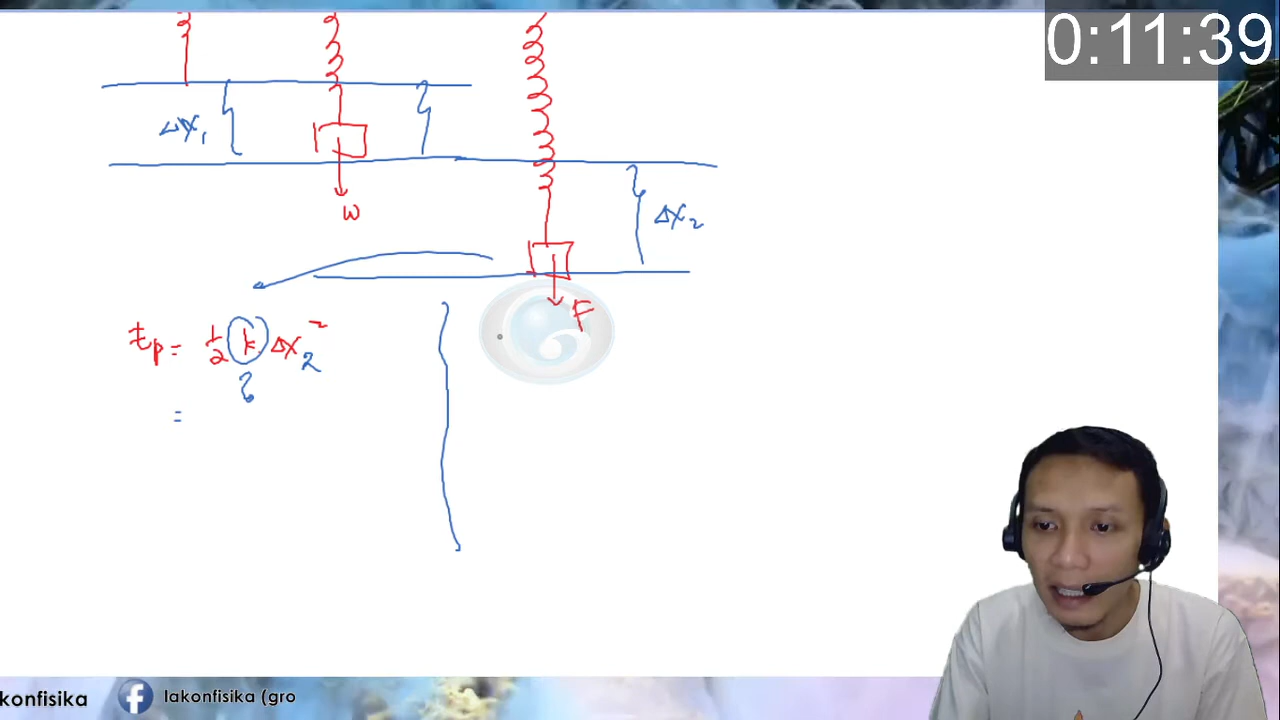 0:11:39
Δx₁
w
Δx₂
F
Ep = 1/2 k Δx₂²
?
=
konfisika
lakonfisika (gro